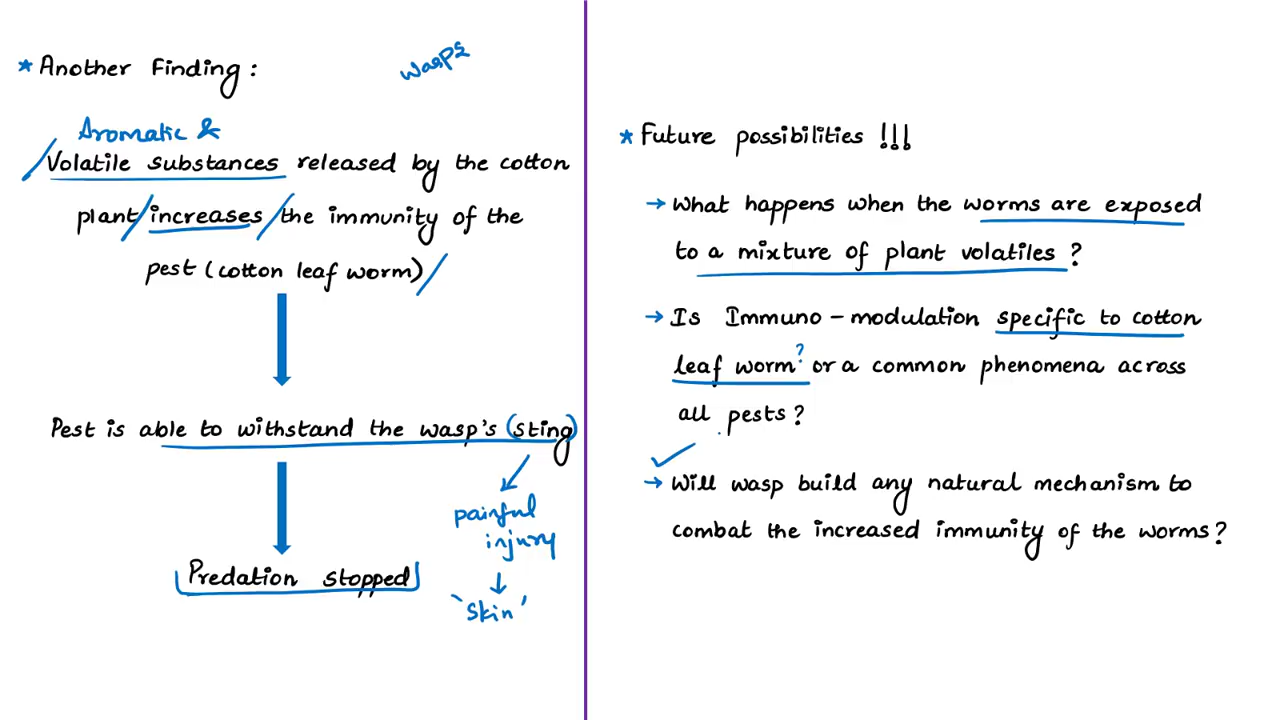 * Another Finding :
wasps
Aromatic &
Volatile substances released by the cotton
plant increases the immunity of the
pest (cotton leaf worm)
Pest is able to withstand the wasp's (sting)
painful
injury
'skin'
Predation stopped
* Future possibilities !!!
→ What happens when the worms are exposed
to a mixture of plant volatiles ?
→ Is Immuno - modulation specific to cotton
leaf worm? or a common phenomena across
all pests ?
→ Will wasp build any natural mechanism to
combat the increased immunity of the worms ?